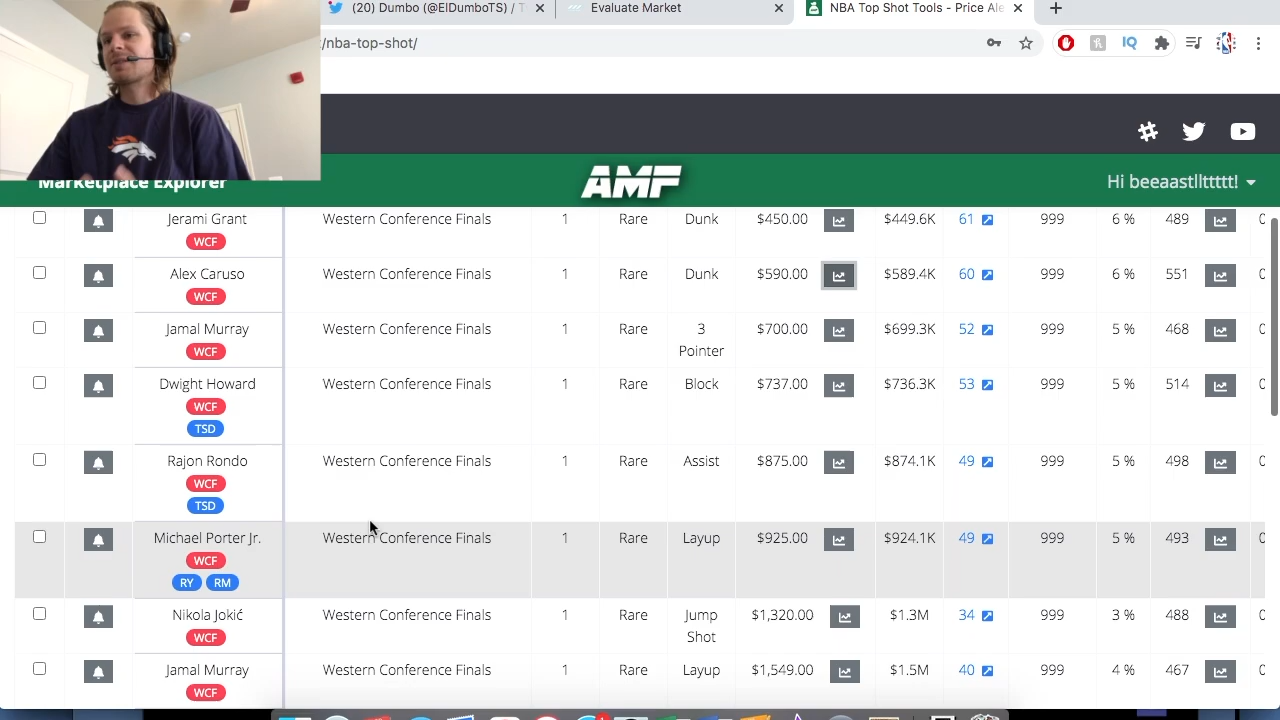 (20) Dumbo (@ElDumboTS) / T
Evaluate Market
NBA Top Shot Tools - Price Ale
/nba-top-shot/
IQ
Marketplace Explorer
AMF
Hi beeaastllttttt!
Jerami Grant Western Conference Finals 1 Rare Dunk $450.00 $449.6K 61 999 6 % 489
WCF
Alex Caruso Western Conference Finals 1 Rare Dunk $590.00 $589.4K 60 999 6 % 551
WCF
Jamal Murray Western Conference Finals 1 Rare 3 $700.00 $699.3K 52 999 5 % 468
WCF Pointer
Dwight Howard Western Conference Finals 1 Rare Block $737.00 $736.3K 53 999 5 % 514
WCF
TSD
Rajon Rondo Western Conference Finals 1 Rare Assist $875.00 $874.1K 49 999 5 % 498
WCF
TSD
Michael Porter Jr. Western Conference Finals 1 Rare Layup $925.00 $924.1K 49 999 5 % 493
WCF
RY RM
Nikola Jokić Western Conference Finals 1 Rare Jump $1,320.00 $1.3M 34 999 3 % 488
WCF Shot
Jamal Murray Western Conference Finals 1 Rare Layup $1.5M 40 999 4 % 467
WCF